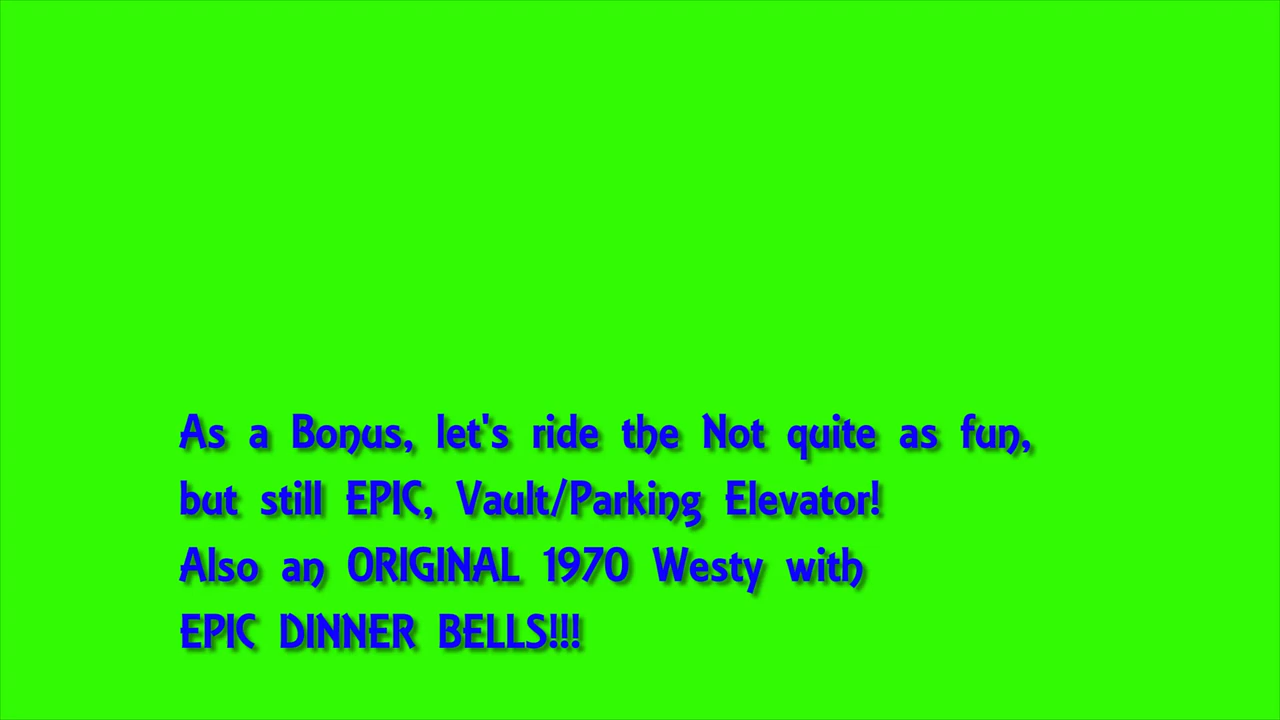 As a Bonus, let's ride the Not quite as fun,
but still EPIC, Vault/Parking Elevator!
Also an ORIGINAL 1970 Westy with
EPIC DINNER BELLS!!!